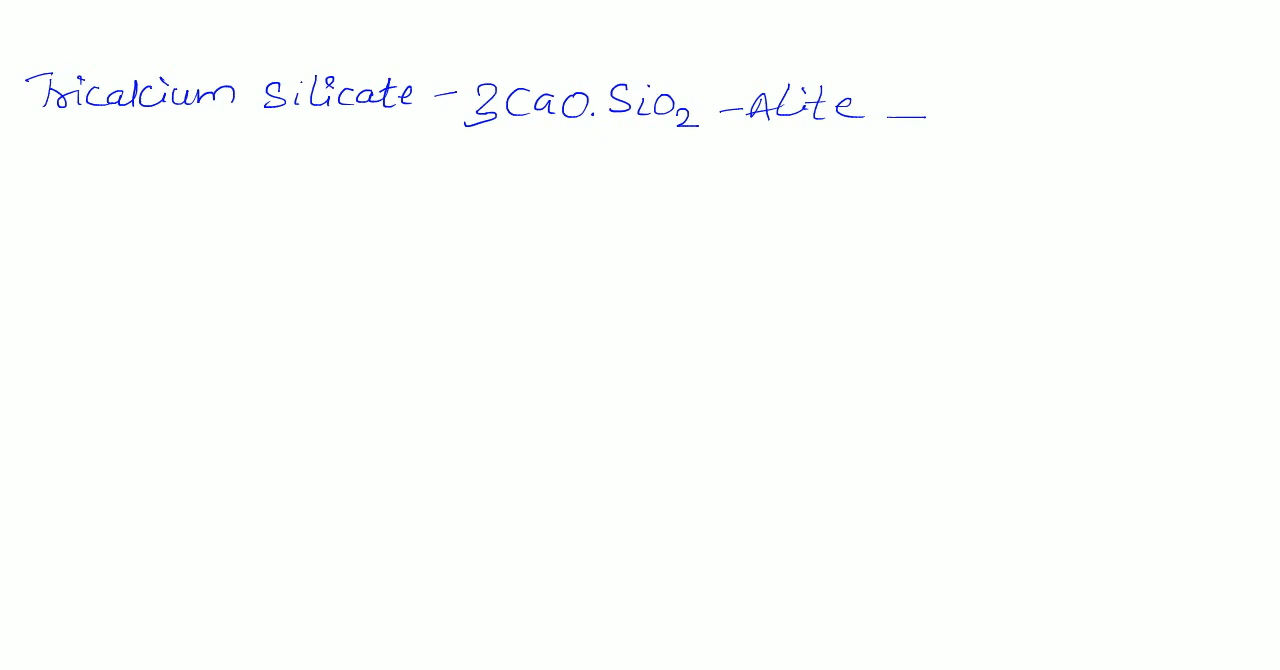 Tricalcium Silicate - 3CaO.SiO₂ - Alite -